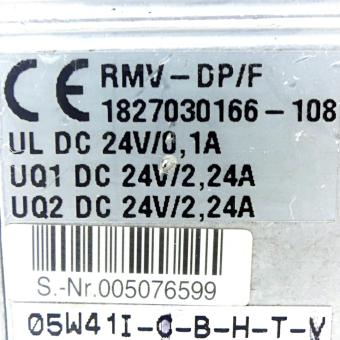 CE RMV-DP/F
1827030166-108
UL DC 24V/0,1A
UQ1 DC 24V/2,24A
UQ2 DC 24V/2,24A
S.-Nr.005076599
05W41I-0-B-H-T-V